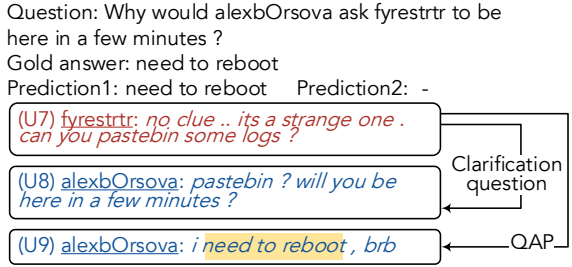 Question: Why would alexbOrsova ask fyrestrtr to be
here in a few minutes ?
Gold answer: need to reboot
Prediction1: need to reboot Prediction2: -
(U7) fyrestrtr: no clue .. its a strange one .
can you pastebin some logs ?
Clarification
question
(U8) alexbOrsova: pastebin ? will you be
here in a few minutes ?
(U9) alexbOrsova: i need to reboot , brb
QAP